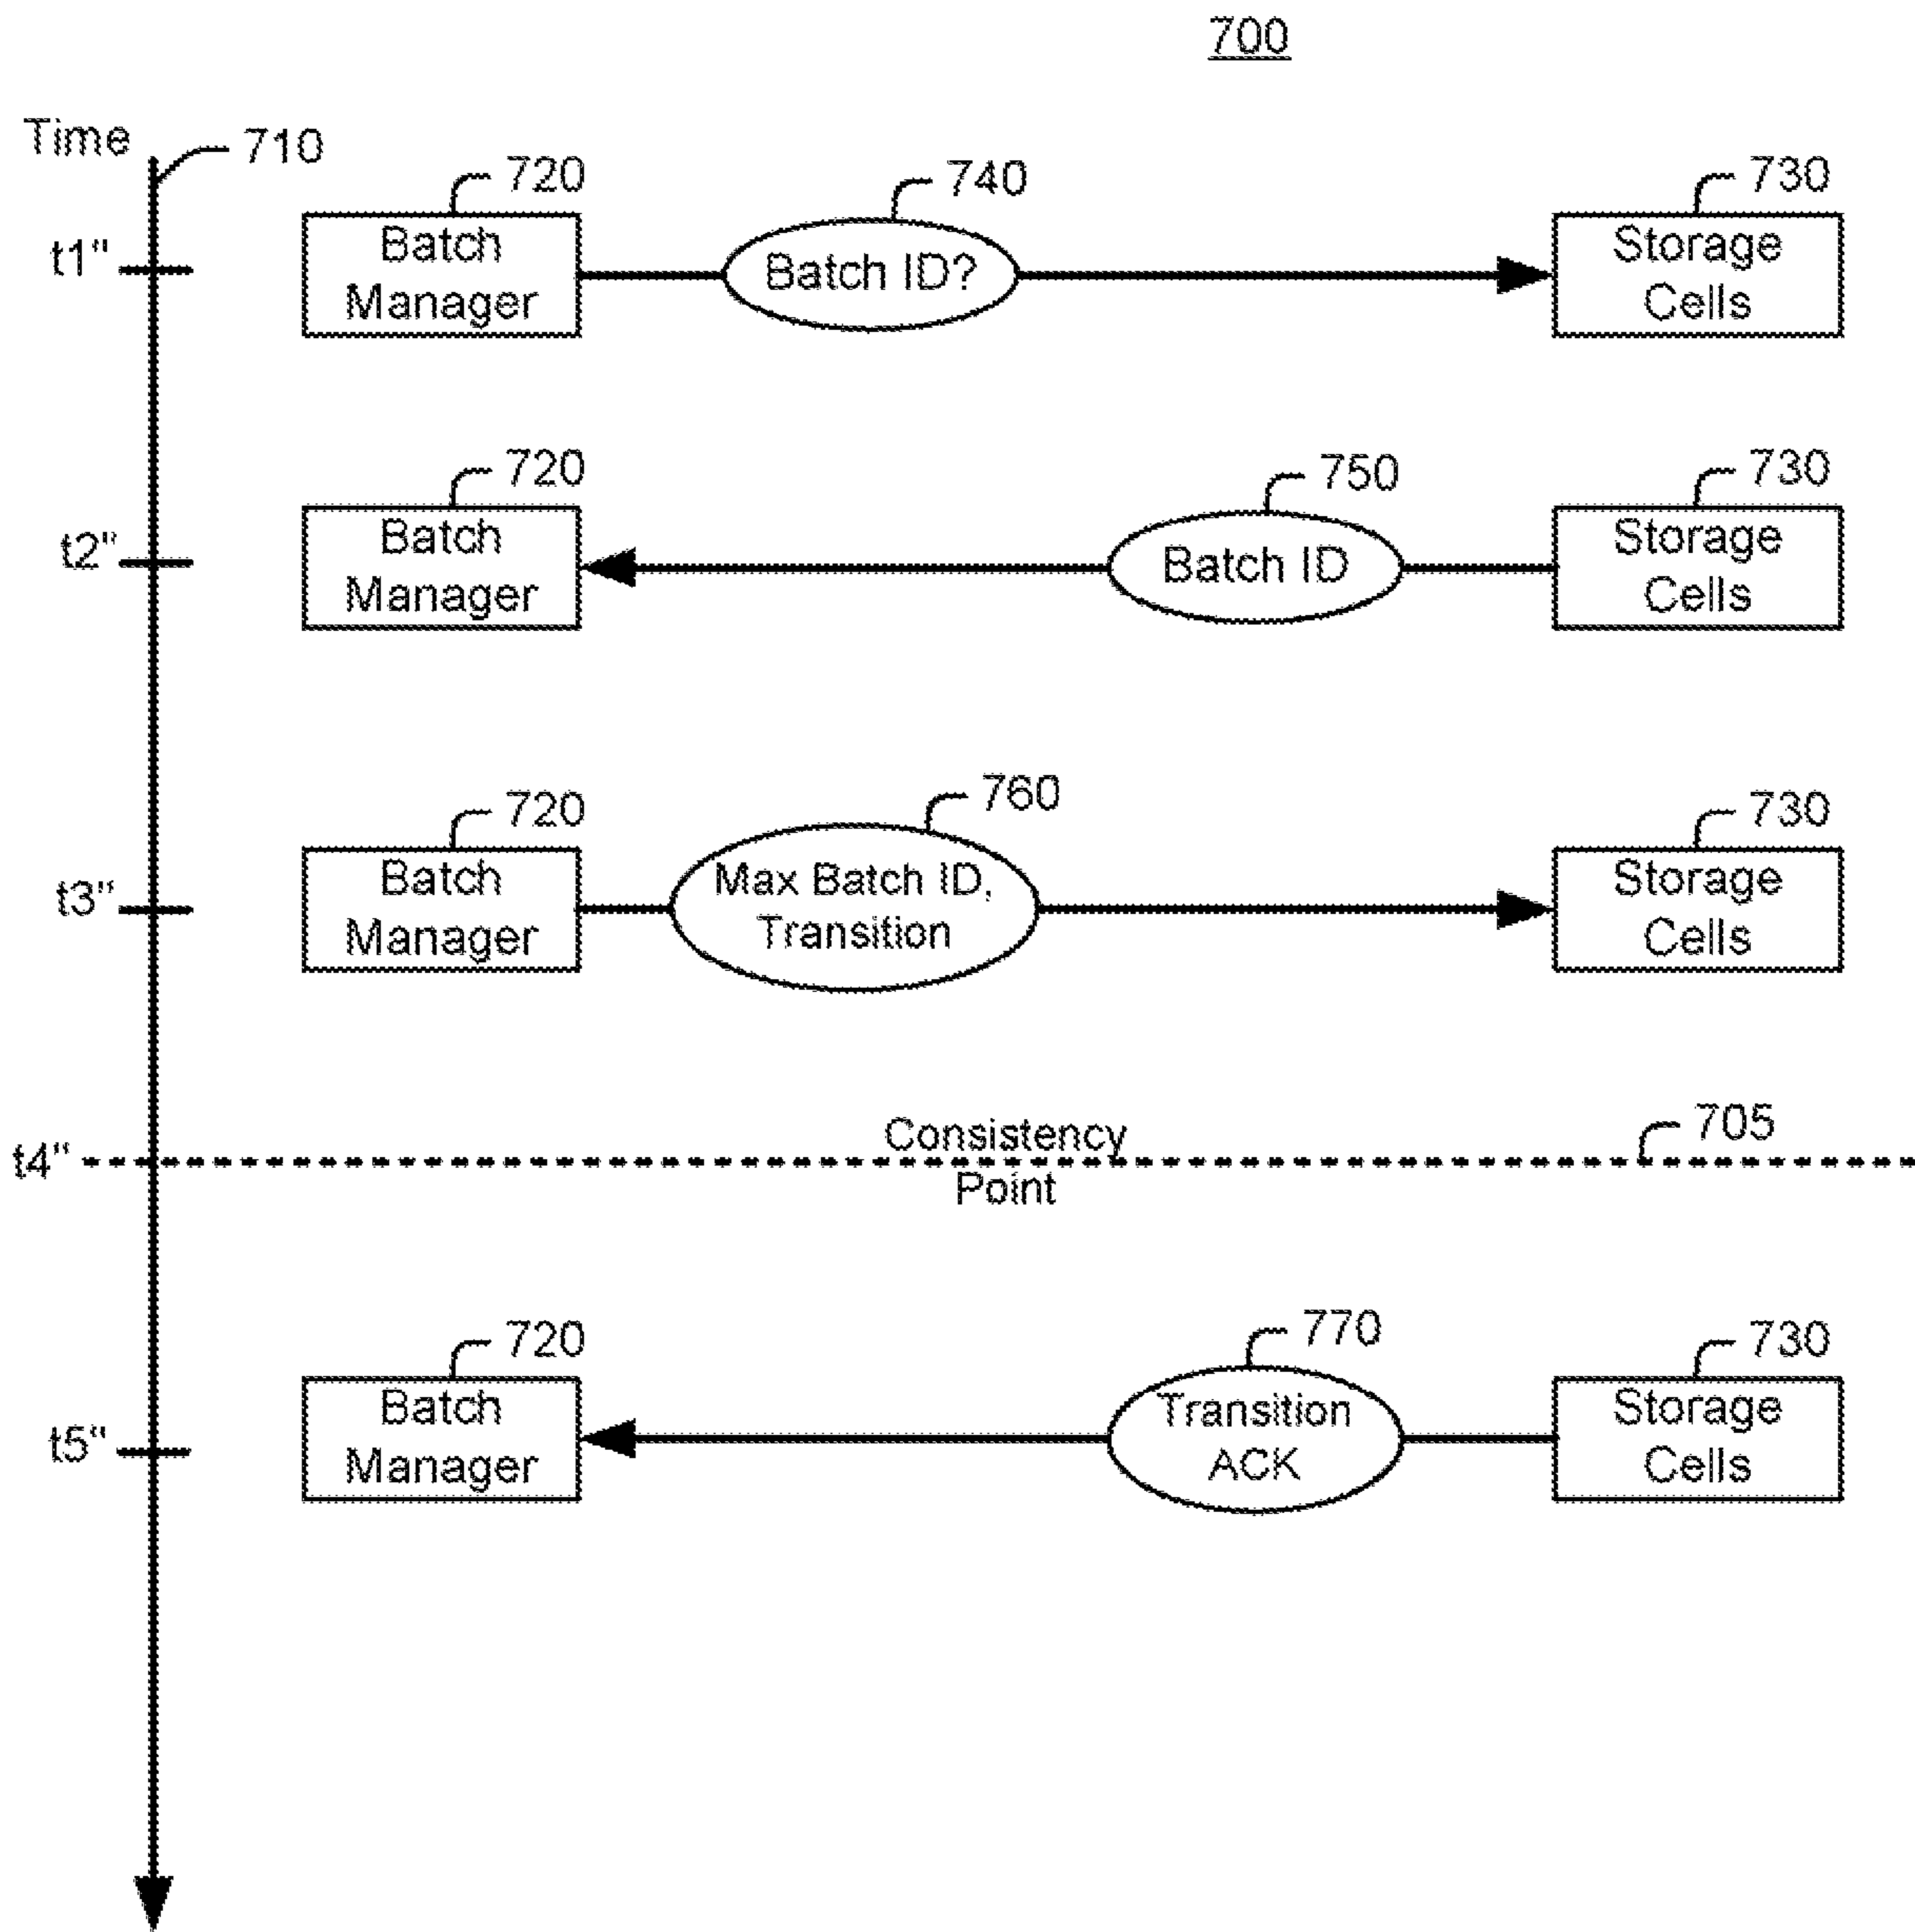 700
Time
710
720
740
730
t1"
Batch
Manager
Batch ID?
Storage
Cells
720
750
730
t2"
Batch
Manager
Batch ID
Storage
Cells
720
760
730
t3"
Batch
Manager
Max Batch ID,
Transition
Storage
Cells
705
t4"
Consistency
Point
720
770
730
t5"
Batch
Manager
Transition
ACK
Storage
Cells